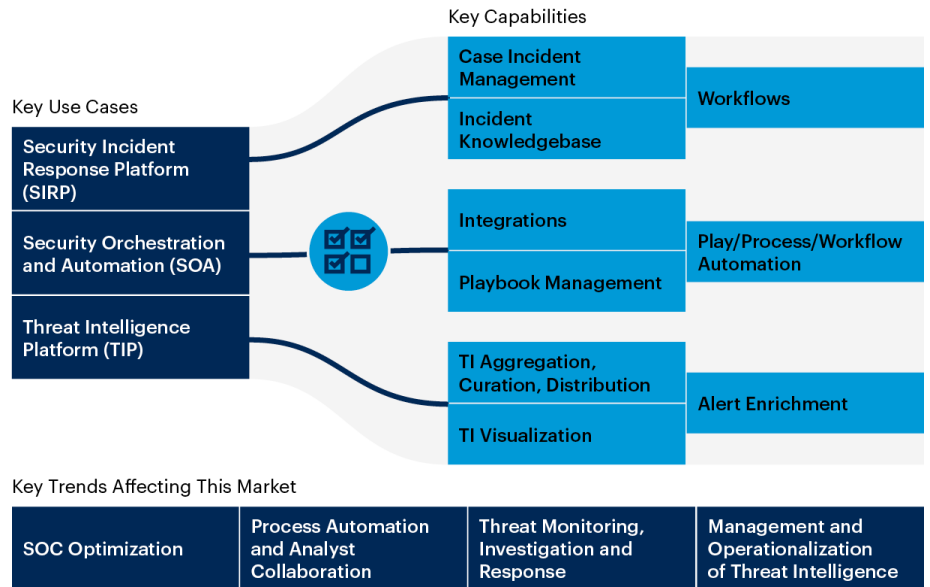 Key Capabilities
Case Incident
Management
Workflows
Incident
Knowledgebase
Key Use Cases
Security Incident
Response Platform
(SIRP)
Security Orchestration
and Automation (SOA)
Threat Intelligence
Platform (TIP)
Integrations
Playbook Management
Play/Process/Workflow
Automation
TI Aggregation,
Curation, Distribution
TI Visualization
Alert Enrichment
Key Trends Affecting This Market
SOC Optimization
Process Automation
and Analyst
Collaboration
Threat Monitoring,
Investigation and
Response
Management and
Operationalization
of Threat Intelligence